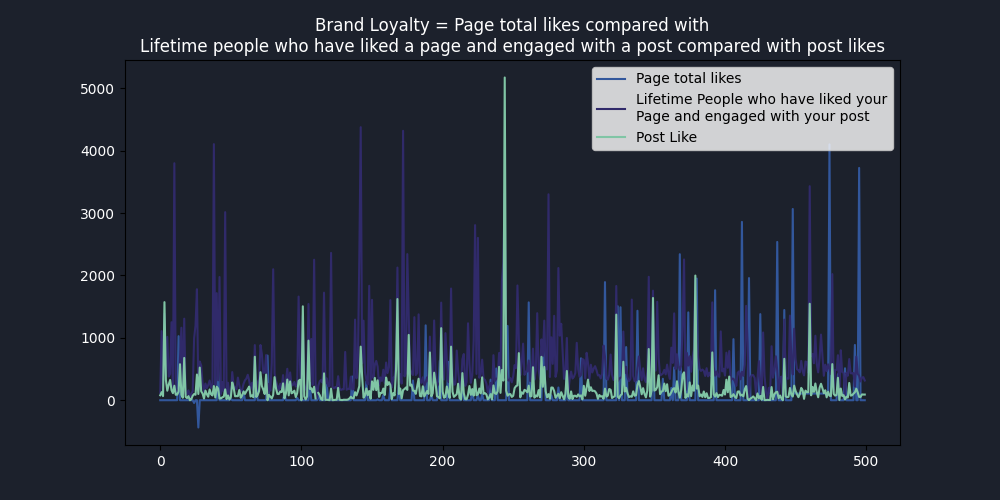 Brand Loyalty = Page total likes compared with
Lifetime people who have liked a page and engaged with a post compared with post likes
Page total likes
Lifetime People who have liked your
Page and engaged with your post
Post Like
5000
4000
3000
2000
1000
0
0
100
200
300
400
500